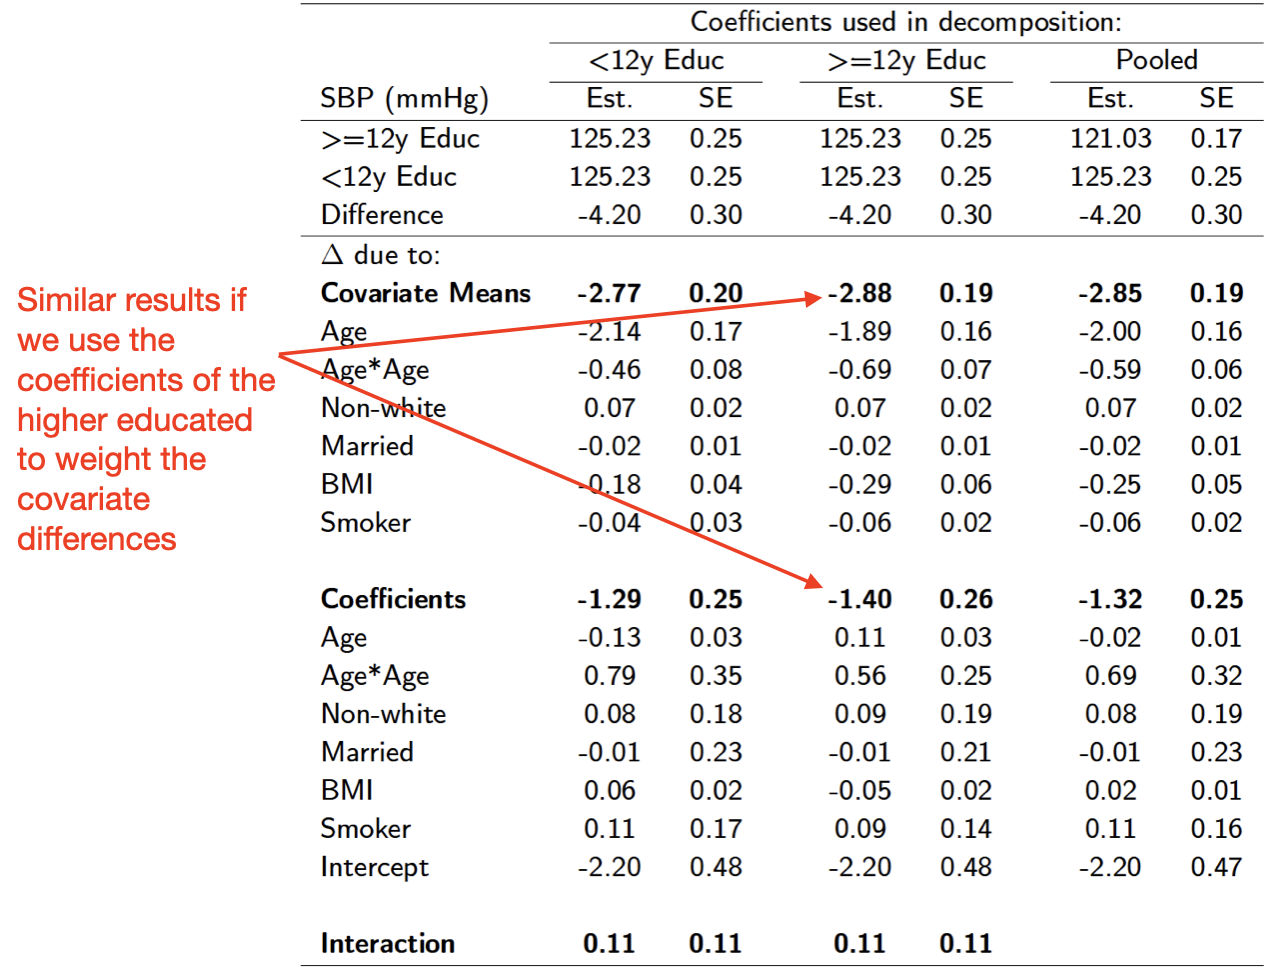 Coefficients used in decomposition:
<12y Educ >=12y Educ Pooled
SBP (mmHg) Est. SE Est. SE Est. SE
>=12y Educ 125.23 0.25 125.23 0.25 121.03 0.17
<12y Educ 125.23 0.25 125.23 0.25 125.23 0.25
Difference -4.20 0.30 -4.20 0.30 -4.20 0.30
Δ due to:
Covariate Means -2.77 0.20 -2.88 0.19 -2.85 0.19
Age -2.14 0.17 -1.89 0.16 -2.00 0.16
Age*Age -0.46 0.08 -0.69 0.07 -0.59 0.06
Non-white 0.07 0.02 0.07 0.02 0.07 0.02
Married -0.02 0.01 -0.02 0.01 -0.02 0.01
BMI -0.18 0.04 -0.29 0.06 -0.25 0.05
Smoker -0.04 0.03 -0.06 0.02 -0.06 0.02
Coefficients -1.29 0.25 -1.40 0.26 -1.32 0.25
Age -0.13 0.03 0.11 0.03 -0.02 0.01
Age*Age 0.79 0.35 0.56 0.25 0.69 0.32
Non-white 0.08 0.18 0.09 0.19 0.08 0.19
Married -0.01 0.23 -0.01 0.21 -0.01 0.23
BMI 0.06 0.02 -0.05 0.02 0.02 0.01
Smoker 0.11 0.17 0.09 0.14 0.11 0.16
Intercept -2.20 0.48 -2.20 0.48 -2.20 0.47
Interaction 0.11 0.11 0.11 0.11
Similar results if
we use the
coefficients of the
higher educated
to weight the
covariate
differences